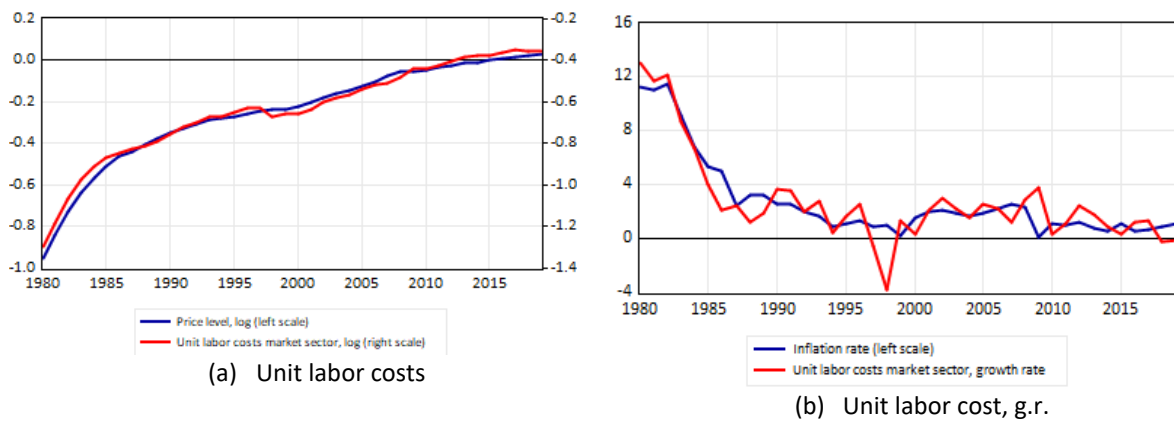 0.2
0.0
-0.2
-0.4
-0.6
-0.8
-1.0
-0.2
-0.4
-0.6
-0.8
-1.0
-1.2
-1.4
1980 1985 1990 1995 2000 2005 2010 2015
Price level, log (left scale)
Unit labor costs market sector, log (right scale)
(a) Unit labor costs
16
12
8
4
0
-4
1980 1985 1990 1995 2000 2005 2010 2015
Inflation rate (left scale)
Unit labor costs market sector, growth rate
(b) Unit labor cost, g.r.